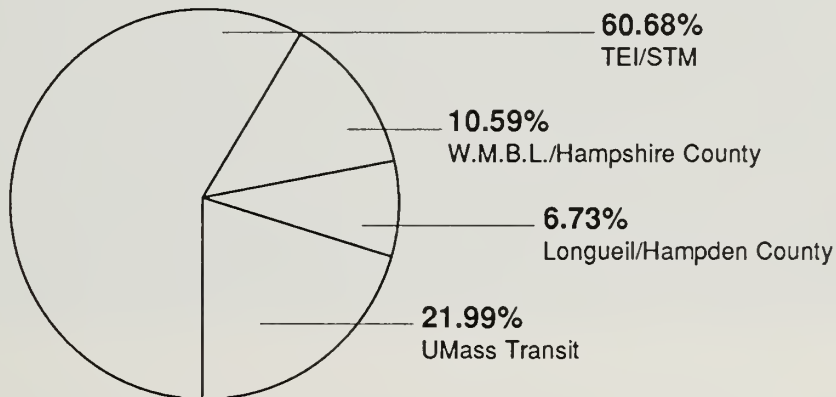 60.68%
TEI/STM
10.59%
W.M.B.L./Hampshire County
6.73%
Longueil/Hampden County
21.99%
UMass Transit